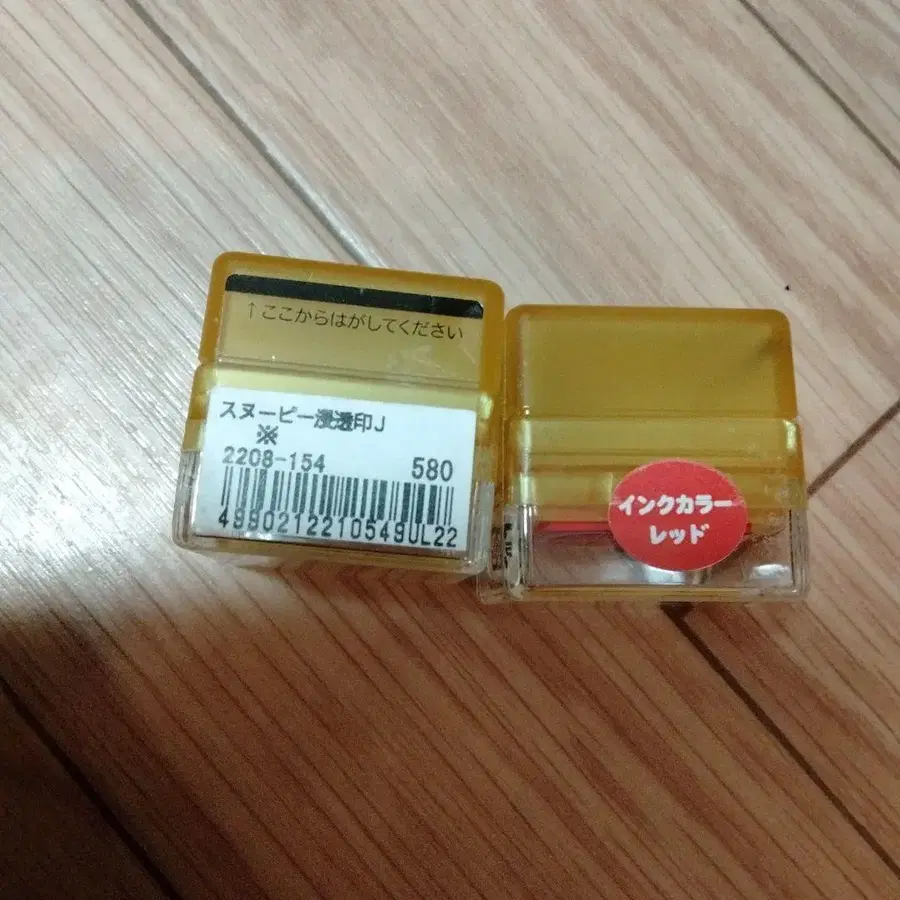 ↑ここからはがしてください
スヌーピー浸透印J
※
2208-154 580
4990212210549UL22
インクカラー
レッド